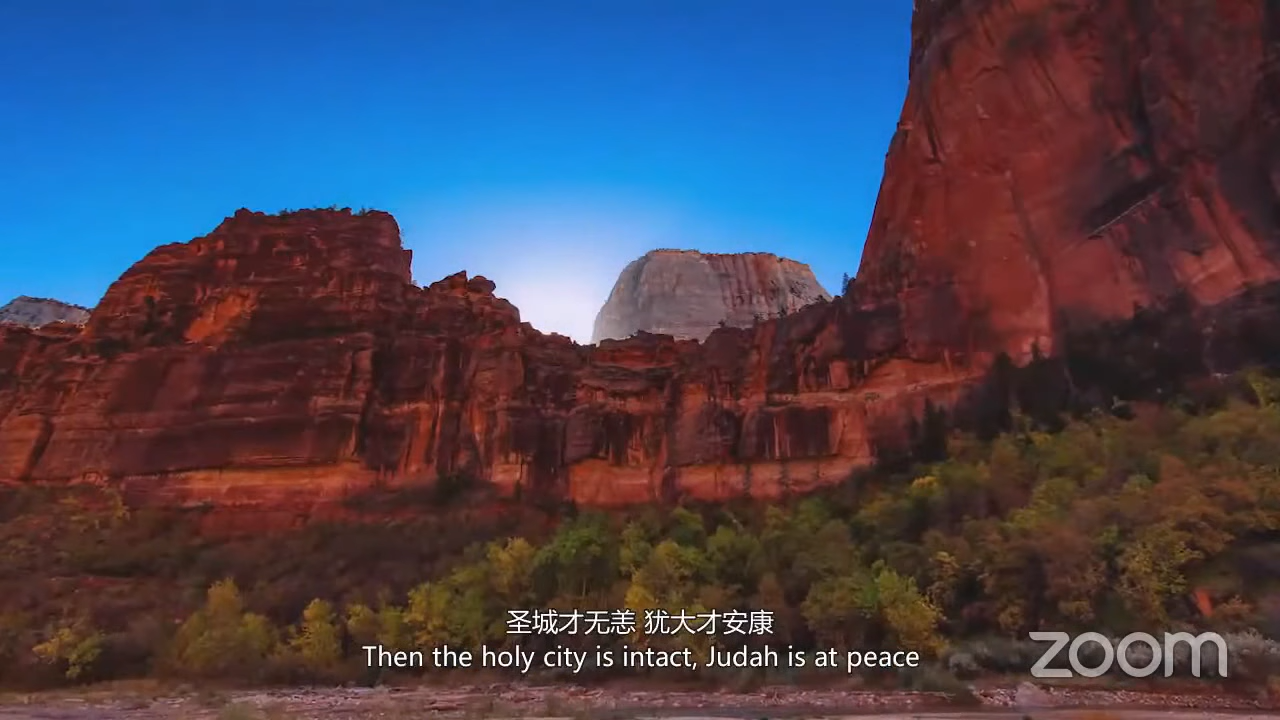 圣城才无恙 犹大才安康
Then the holy city is intact, Judah is at peace
zoom